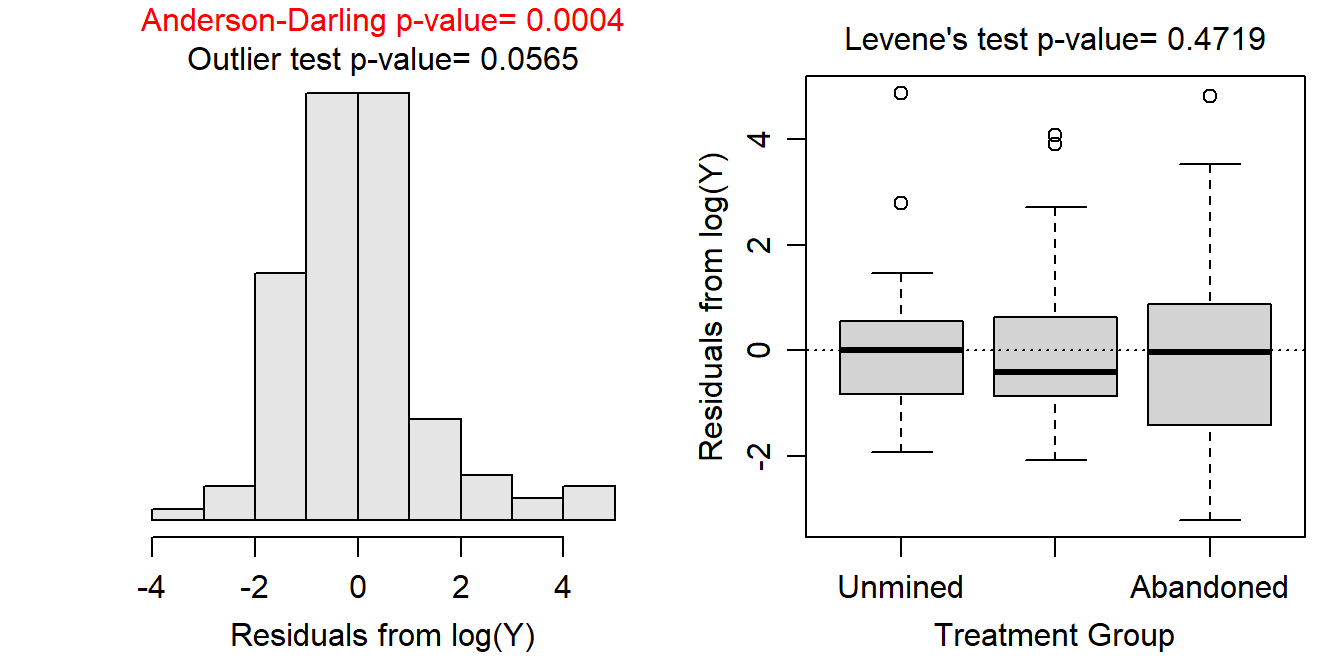 Anderson-Darling p-value= 0.0004
Outlier test p-value= 0.0565
-4 -2 0 2 4
Residuals from log(Y)
Levene's test p-value= 0.4719
Residuals from log(Y)
4
2
0
-2
Unmined Abandoned
Treatment Group